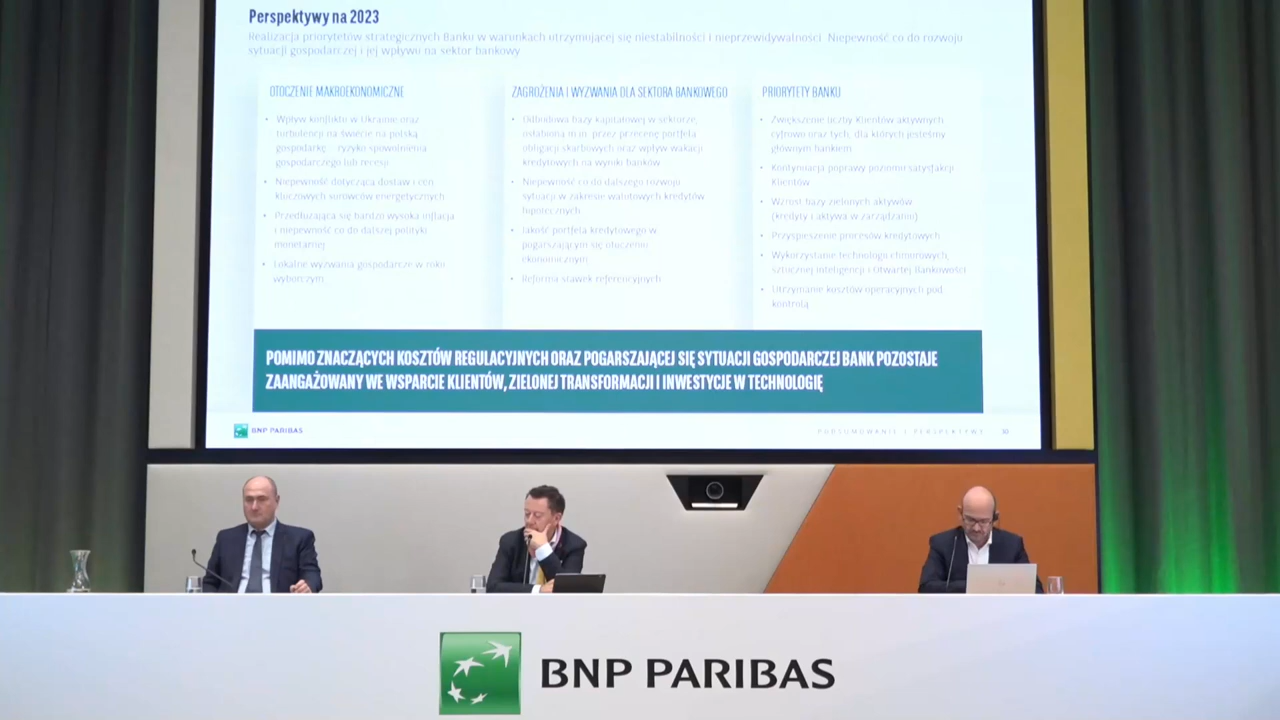 Perspektywy na 2023
Realizacja priorytetów strategicznych Banku w warunkach utrzymującej się niestabilności i nieprzewidywalności. Niepewność co do rozwoju
sytuacji gospodarczej i jej wpływu na sektor bankowy
OTOCZENIE MAKROEKONOMICZNE
• Wpływ konfliktu w Ukrainie oraz
turbulencji na świecie na polską
gospodarkę – ryzyko spowolnienia
gospodarczego lub recesji
• Niepewność dotycząca dostaw i cen
kluczowych surowców energetycznych
• Przedłużająca się bardzo wysoka inflacja
i niepewność co do dalszej polityki
monetarnej
• Lokalne wyzwania gospodarcze w roku
wyborczym
ZAGROŻENIA I WYZWANIA DLA SEKTORA BANKOWEGO
• Odbudowa bazy kapitałowej w sektorze,
osłabioną m.in. przez przecenę portfela
obligacji skarbowych oraz wpływ wakacji
kredytowych na wyniki banków
• Niepewność co do dalszego rozwoju
sytuacji w zakresie walutowych kredytów
hipotecznych
• Jakość portfela kredytowego w
pogarszającym się otoczeniu
ekonomicznym
• Reforma stawek referencyjnych
PRIORYTETY BANKU
• Zwiększenie liczby Klientów aktywnych
cyfrowo oraz tych, dla których jesteśmy
głównym bankiem
• Kontynuacja poprawy poziomu satysfakcji
Klientów
• Wzrost bazy zielonych aktywów
(kredyty i aktywa w zarządzaniu)
• Przyspieszenie procesów kredytowych
• Wykorzystanie technologii chmurowych,
sztucznej inteligencji i Otwartej Bankowości
• Utrzymanie kosztów operacyjnych pod
kontrolą
POMIMO ZNACZĄCYCH KOSZTÓW REGULACYJNYCH ORAZ POGARSZAJĄCEJ SIĘ SYTUACJI GOSPODARCZEJ BANK POZOSTAJE
ZAANGAŻOWANY WE WSPARCIE KLIENTÓW, ZIELONEJ TRANSFORMACJI I INWESTYCJE W TECHNOLOGIĘ
BNP PARIBAS
PODSUMOWANIE I PERSPEKTYWY
BNP PARIBAS